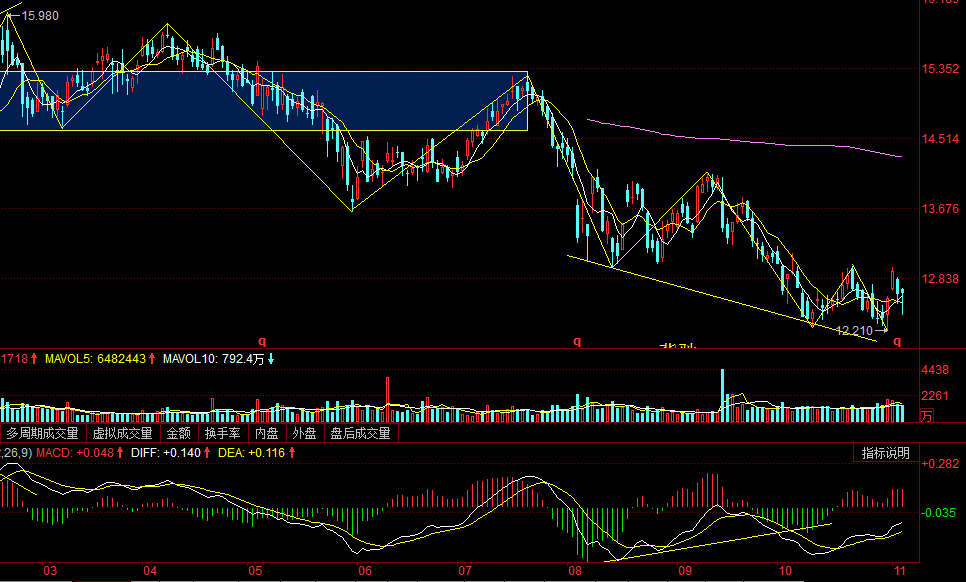 15.980
15.352
14.514
13.676
12.838
12.210
q q q
1718↑ MAVOL5: 6482443↑ MAVOL10: 792.4万↓
4438
2261
万
多周期成交量 虚拟成交量 金额 换手率 内盘 外盘 盘后成交量
,26,9) MACD: +0.048↑ DIFF: +0.140↑ DEA: +0.116↑ 指标说明
+0.282
-0.035
03 04 05 06 07 08 09 10 11